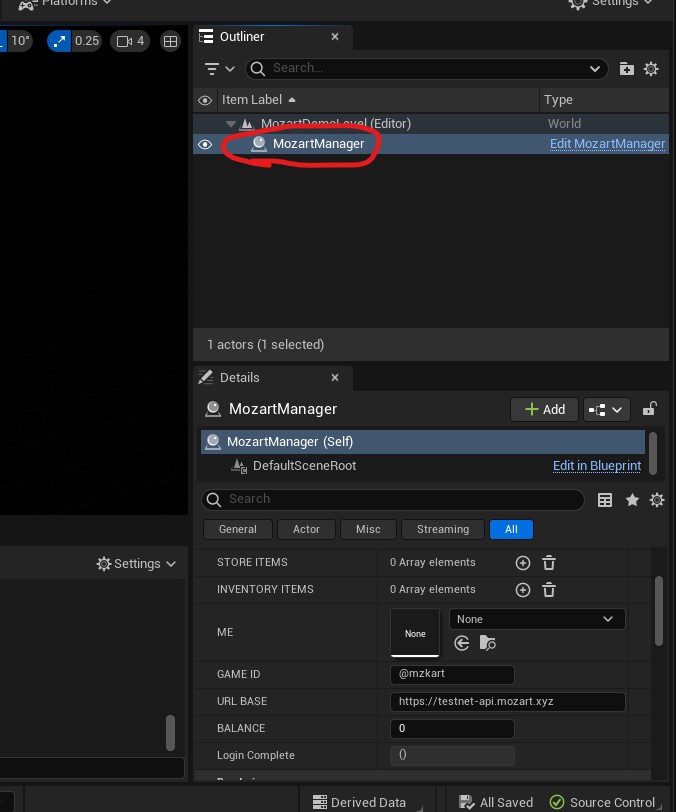 Platforms
Settings
10°
0.25
4
Outliner
Search...
Item Label
Type
MozartDemoLevel (Editor)
World
MozartManager
Edit MozartManager
1 actors (1 selected)
Details
MozartManager
Add
MozartManager (Self)
DefaultSceneRoot
Edit in Blueprint
Search
General
Actor
Misc
Streaming
All
Settings
STORE ITEMS
0 Array elements
INVENTORY ITEMS
0 Array elements
ME
None
None
GAME ID
@mzkart
URL BASE
https://testnet-api.mozart.xyz
BALANCE
0
Login Complete
()
Derived Data
All Saved
Source Control